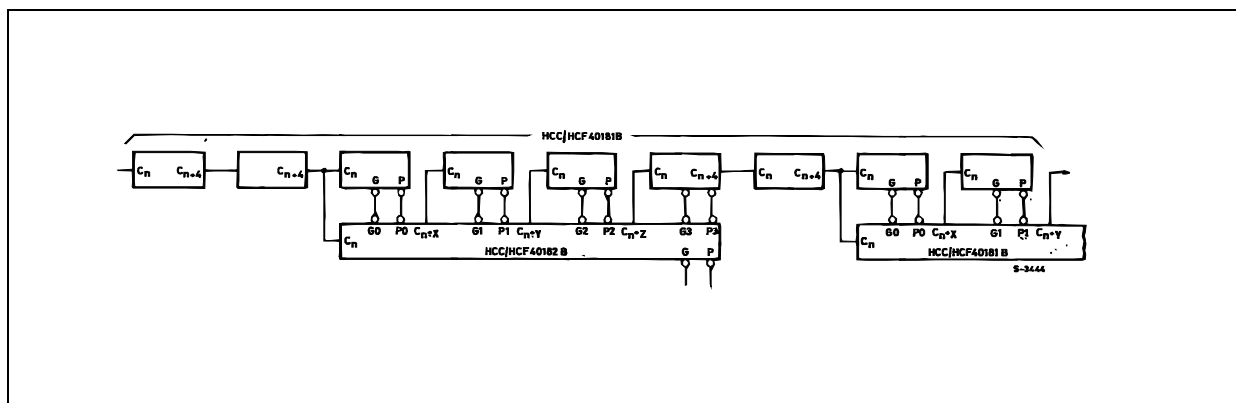 HCC/HCF40181B
Cn Cn+4 Cn+4 Cn G P Cn G P Cn G P Cn Cn+4 Cn Cn+4 Cn G P Cn G P
G0 P0 Cn+X G1 P1 Cn+Y G2 P2 Cn+Z G3 P3 G0 P0 Cn+X G1 P1 Cn+Y
Cn HCC/HCF40182B G P Cn HCC/HCF40181B
S-3444